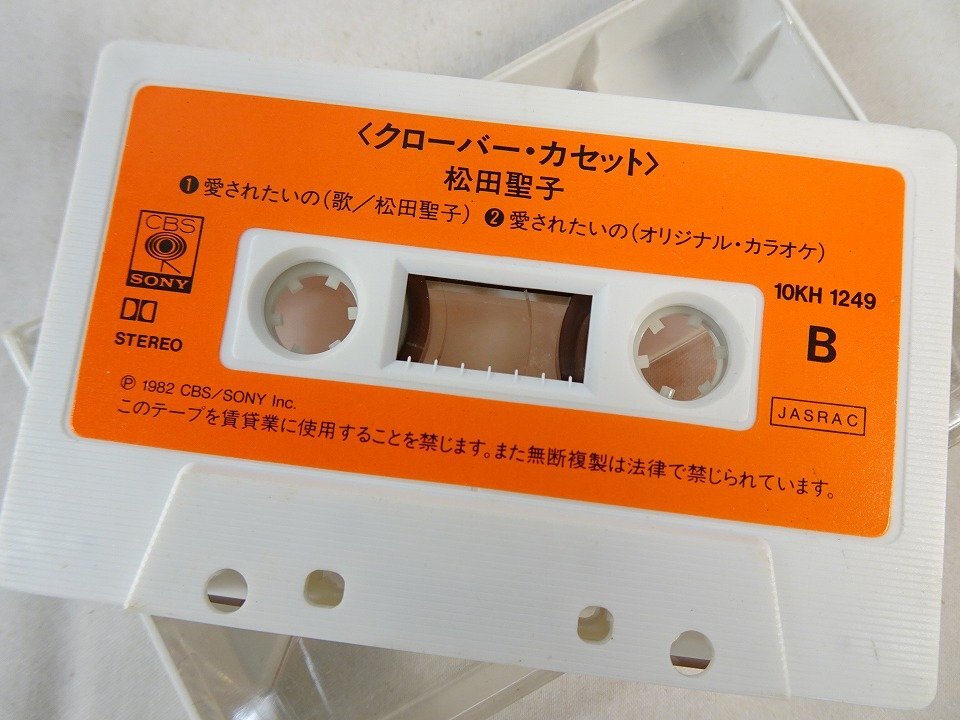 〈クローバー・カセット〉
松田聖子
❶ 愛されたいの(歌／松田聖子) ❷ 愛されたいの(オリジナル・カラオケ)
CBS
SONY
STEREO
10KH 1249
B
JASRAC
Ⓟ 1982 CBS/SONY Inc.
このテープを賃貸業に使用することを禁じます。また無断複製は法律で禁じられています。